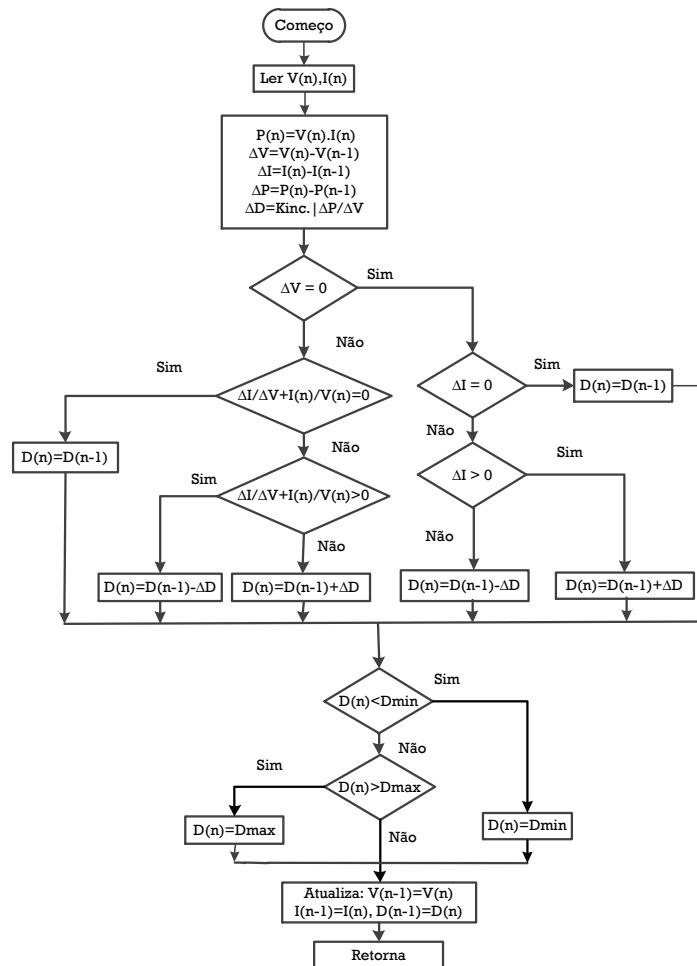 Começo
Ler V(n),I(n)
P(n)=V(n).I(n)
ΔV=V(n)-V(n-1)
ΔI=I(n)-I(n-1)
ΔP=P(n)-P(n-1)
ΔD=Kinc.|ΔP/ΔV
ΔV = 0
Sim
Não
ΔI/ΔV+I(n)/V(n)=0
Sim
Não
ΔI = 0
Sim
D(n)=D(n-1)
Não
D(n)=D(n-1)
ΔI/ΔV+I(n)/V(n)>0
Sim
Não
ΔI > 0
Sim
Não
D(n)=D(n-1)-ΔD
D(n)=D(n-1)+ΔD
D(n)=D(n-1)-ΔD
D(n)=D(n-1)+ΔD
D(n)<Dmin
Sim
Não
D(n)>Dmax
Sim
Não
D(n)=Dmax
D(n)=Dmin
Atualiza: V(n-1)=V(n)
I(n-1)=I(n), D(n-1)=D(n)
Retorna